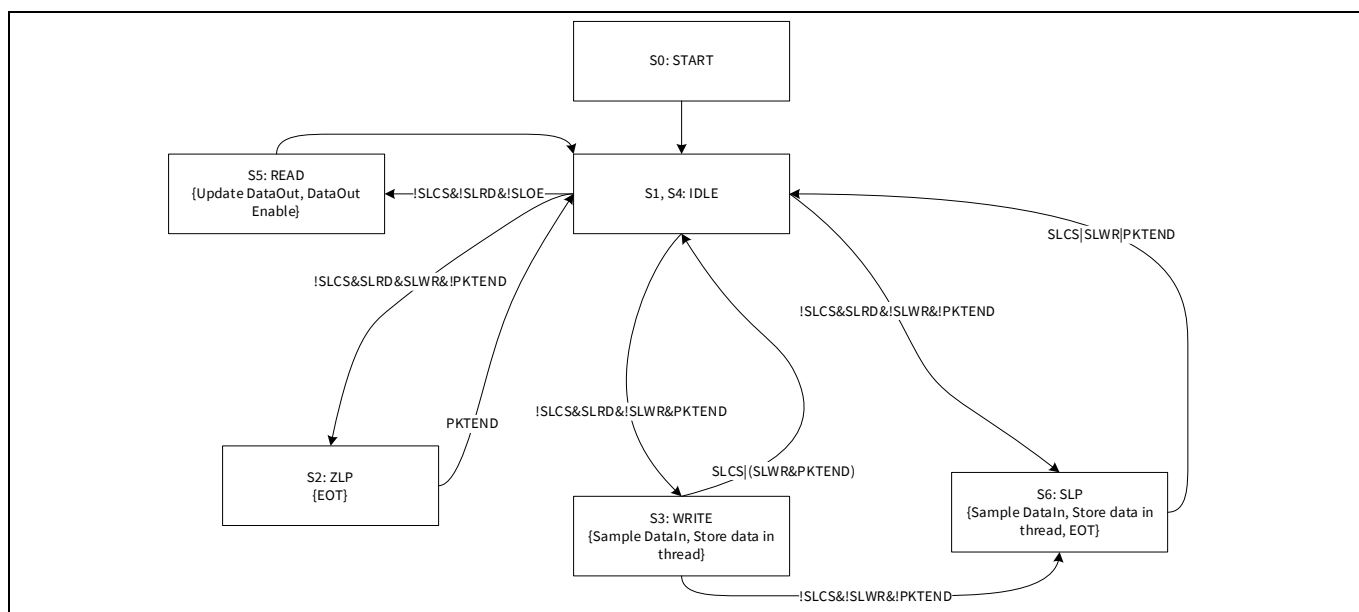 S0: START
S5: READ
{Update DataOut, DataOut
Enable}
!SLCS&!SLRD&!SLOE
S1, S4: IDLE
SLCS|SLWR|PKTEND
!SLCS&SLRD&SLWR&!PKTEND
!SLCS&SLRD&!SLWR&!PKTEND
!SLCS&SLRD&!SLWR&PKTEND
PKTEND
SLCS|(SLWR&PKTEND)
S2: ZLP
{EOT}
S3: WRITE
{Sample DataIn, Store data in
thread}
S6: SLP
{Sample DataIn, Store data in
thread, EOT}
!SLCS&!SLWR&!PKTEND